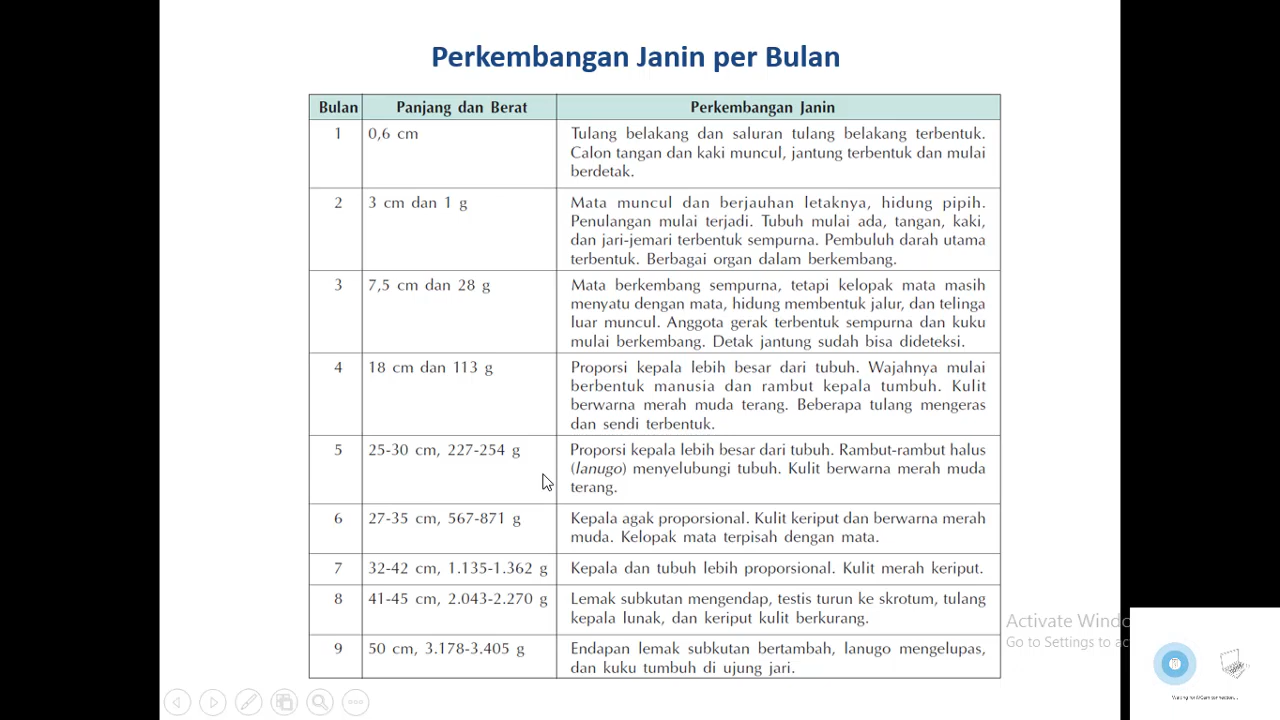 Perkembangan Janin per Bulan
Bulan Panjang dan Berat Perkembangan Janin
1 0,6 cm Tulang belakang dan saluran tulang belakang terbentuk.
Calon tangan dan kaki muncul, jantung terbentuk dan mulai
berdetak.
2 3 cm dan 1 g Mata muncul dan berjauhan letaknya, hidung pipih.
Penulangan mulai terjadi. Tubuh mulai ada, tangan, kaki,
dan jari-jemari terbentuk sempurna. Pembuluh darah utama
terbentuk. Berbagai organ dalam berkembang.
3 7,5 cm dan 28 g Mata berkembang sempurna, tetapi kelopak mata masih
menyatu dengan mata, hidung membentuk jalur, dan telinga
luar muncul. Anggota gerak terbentuk sempurna dan kuku
mulai berkembang. Detak jantung sudah bisa dideteksi.
4 18 cm dan 113 g Proporsi kepala lebih besar dari tubuh. Wajahnya mulai
berbentuk manusia dan rambut kepala tumbuh. Kulit
berwarna merah muda terang. Beberapa tulang mengeras
dan sendi terbentuk.
5 25-30 cm, 227-254 g Proporsi kepala lebih besar dari tubuh. Rambut-rambut halus
(lanugo) menyelubungi tubuh. Kulit berwarna merah muda
terang.
6 27-35 cm, 567-871 g Kepala agak proporsional. Kulit keriput dan berwarna merah
muda. Kelopak mata terpisah dengan mata.
7 32-42 cm, 1.135-1.362 g Kepala dan tubuh lebih proporsional. Kulit merah keriput.
8 41-45 cm, 2.043-2.270 g Lemak subkutan mengendap, testis turun ke skrotum, tulang
kepala lunak, dan keriput kulit berkurang.
9 50 cm, 3.178-3.405 g Endapan lemak subkutan bertambah, lanugo mengelupas,
dan kuku tumbuh di ujung jari.
Activate Windo
Go to Settings to ac